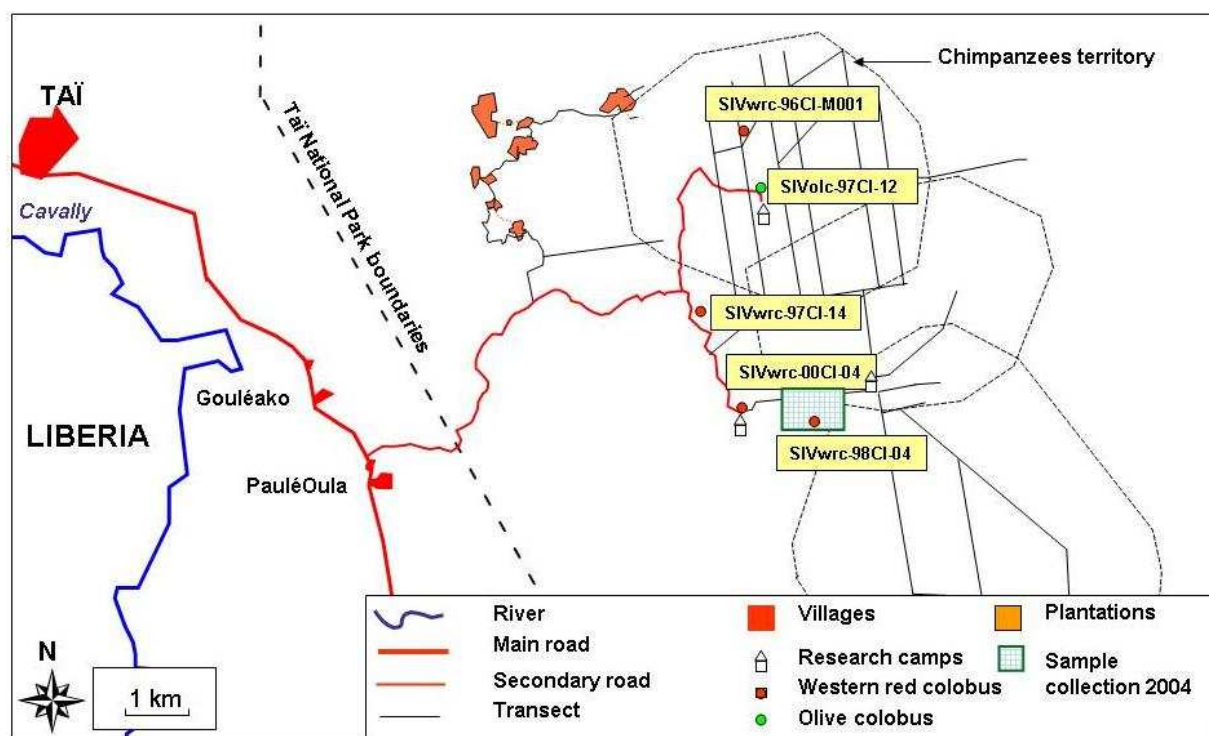 Chimpanzees territory
TAÏ
SIVwrc-96CI-M001
Taï National Park boundaries
SIVolc-97CI-12
Cavally
SIVwrc-97CI-14
SIVwrc-00CI-04
Gouléako
LIBERIA
SIVwrc-98CI-04
PauléOula
N
1 km
River
Main road
Secondary road
Transect
Villages
Research camps
Western red colobus
Olive colobus
Plantations
Sample
collection 2004